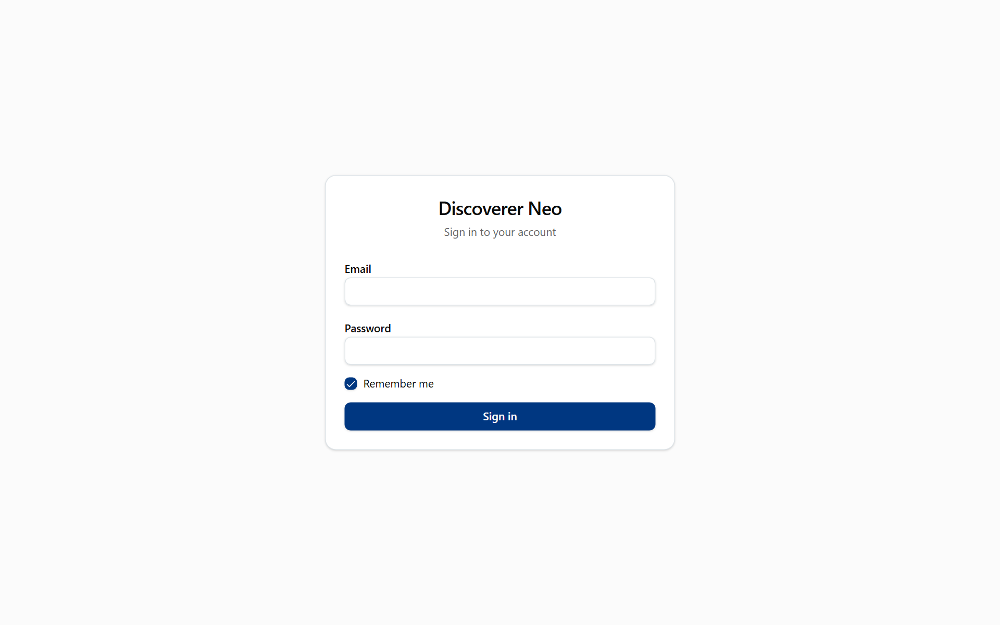 Discoverer Neo
Sign in to your account
Email
Password
Remember me
Sign in